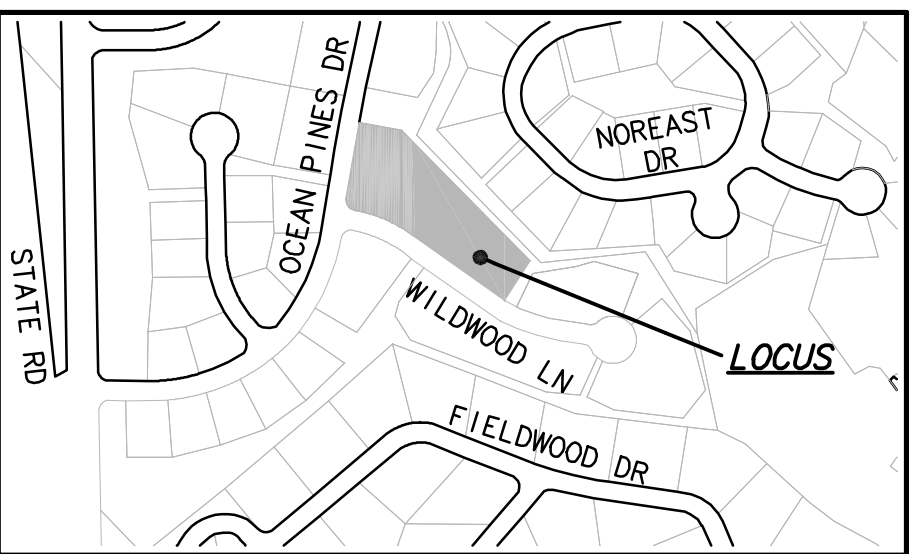 OCEAN PINES DR
NOREAST
DR
STATE RD
WILDWOOD LN
LOCUS
FIELDWOOD DR